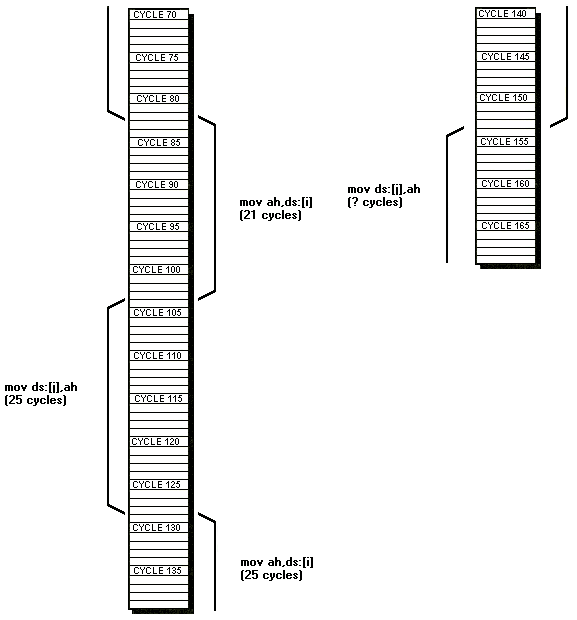 CYCLE 70
CYCLE 75
CYCLE 80
CYCLE 85
CYCLE 90
CYCLE 95
CYCLE 100
CYCLE 105
CYCLE 110
CYCLE 115
CYCLE 120
CYCLE 125
CYCLE 130
CYCLE 135
mov ah,ds:[i]
(21 cycles)
mov ds:[j],ah
(25 cycles)
mov ah,ds:[i]
(25 cycles)
CYCLE 140
CYCLE 145
CYCLE 150
CYCLE 155
CYCLE 160
CYCLE 165
mov ds:[j],ah
(? cycles)